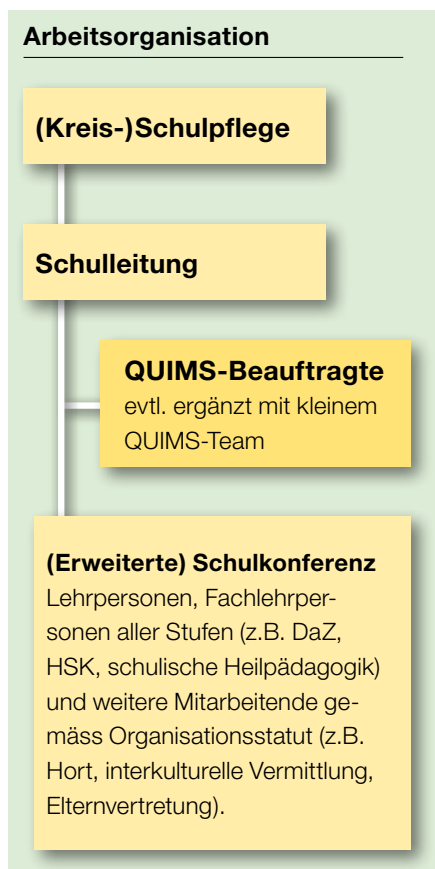 Arbeitsorganisation
(Kreis-)Schulpflege
Schulleitung
QUIMS-Beauftragte
evtl. ergänzt mit kleinem
QUIMS-Team
(Erweiterte) Schulkonferenz
Lehrpersonen, Fachlehrper-
sonen aller Stufen (z.B. DaZ,
HSK, schulische Heilpädagogik)
und weitere Mitarbeitende ge-
mäss Organisationsstatut (z.B.
Hort, interkulturelle Vermittlung,
Elternvertretung).